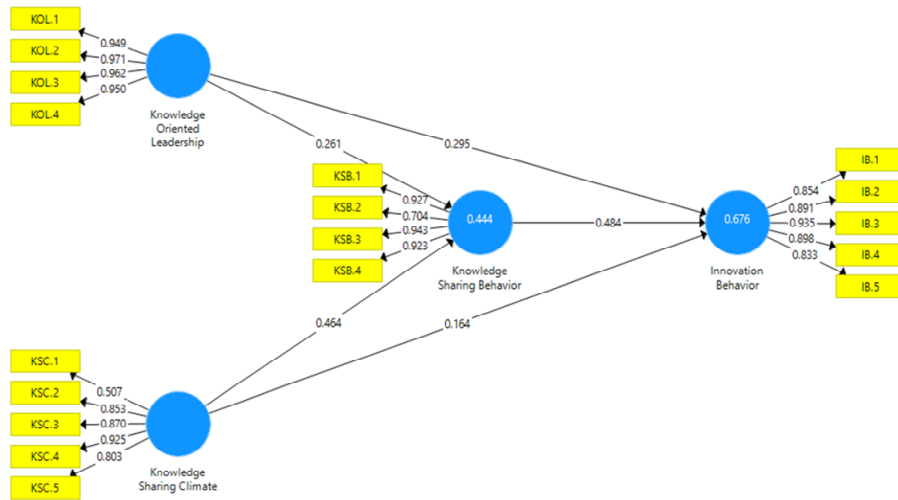 KOL.1
KOL.2
KOL.3
KOL.4
0.949
0.971
0.962
0.950
Knowledge
Oriented
Leadership
0.261
0.295
KSB.1
KSB.2
KSB.3
KSB.4
0.927
0.704
0.943
0.923
0.444
Knowledge
Sharing Behavior
0.484
0.676
Innovation
Behavior
0.854
0.891
0.935
0.898
0.833
IB.1
IB.2
IB.3
IB.4
IB.5
0.464
0.164
KSC.1
KSC.2
KSC.3
KSC.4
KSC.5
0.507
0.853
0.870
0.925
0.803
Knowledge
Sharing Climate